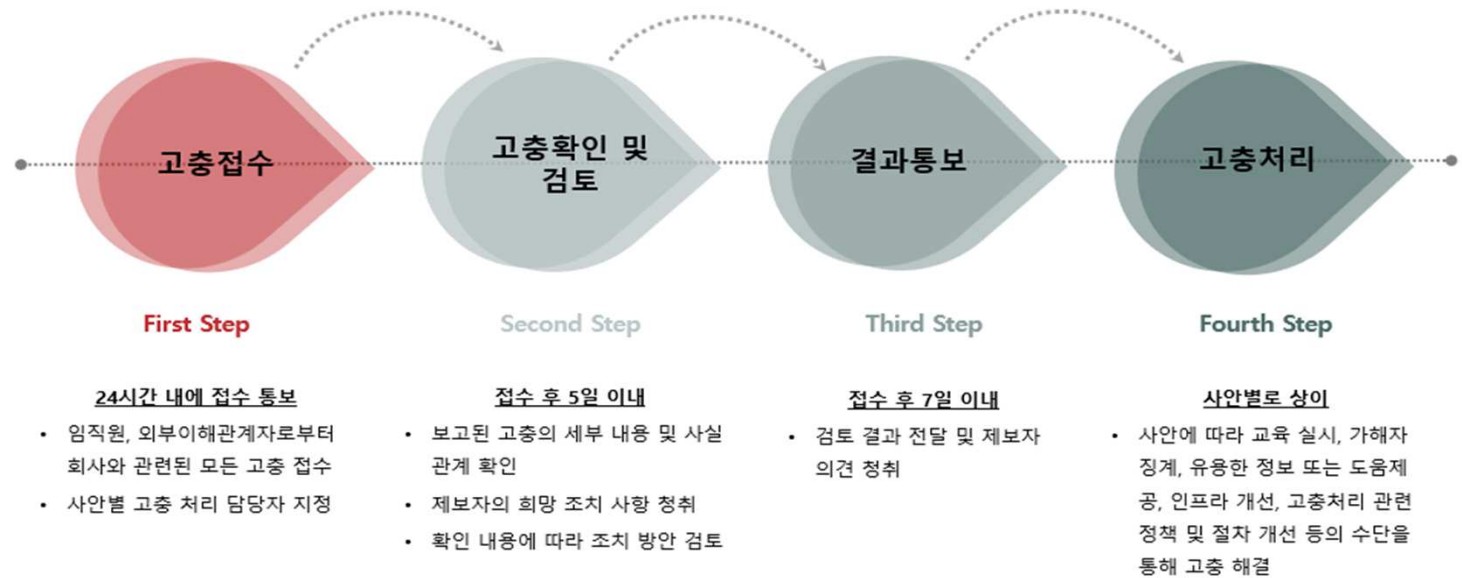 고충접수
고충확인 및
검토
결과통보
고충처리
First Step
Second Step
Third Step
Fourth Step
24시간 내에 접수 통보
• 임직원, 외부이해관계자로부터
회사와 관련된 모든 고충 접수
• 사안별 고충 처리 담당자 지정
접수 후 5일 이내
• 보고된 고충의 세부 내용 및 사실
관계 확인
• 제보자의 희망 조치 사항 청취
• 확인 내용에 따라 조치 방안 검토
접수 후 7일 이내
• 검토 결과 전달 및 제보자
의견 청취
사안별로 상이
• 사안에 따라 교육 실시, 가해자
징계, 유용한 정보 또는 도움제
공, 인프라 개선, 고충처리 관련
정책 및 절차 개선 등의 수단을
통해 고충 해결